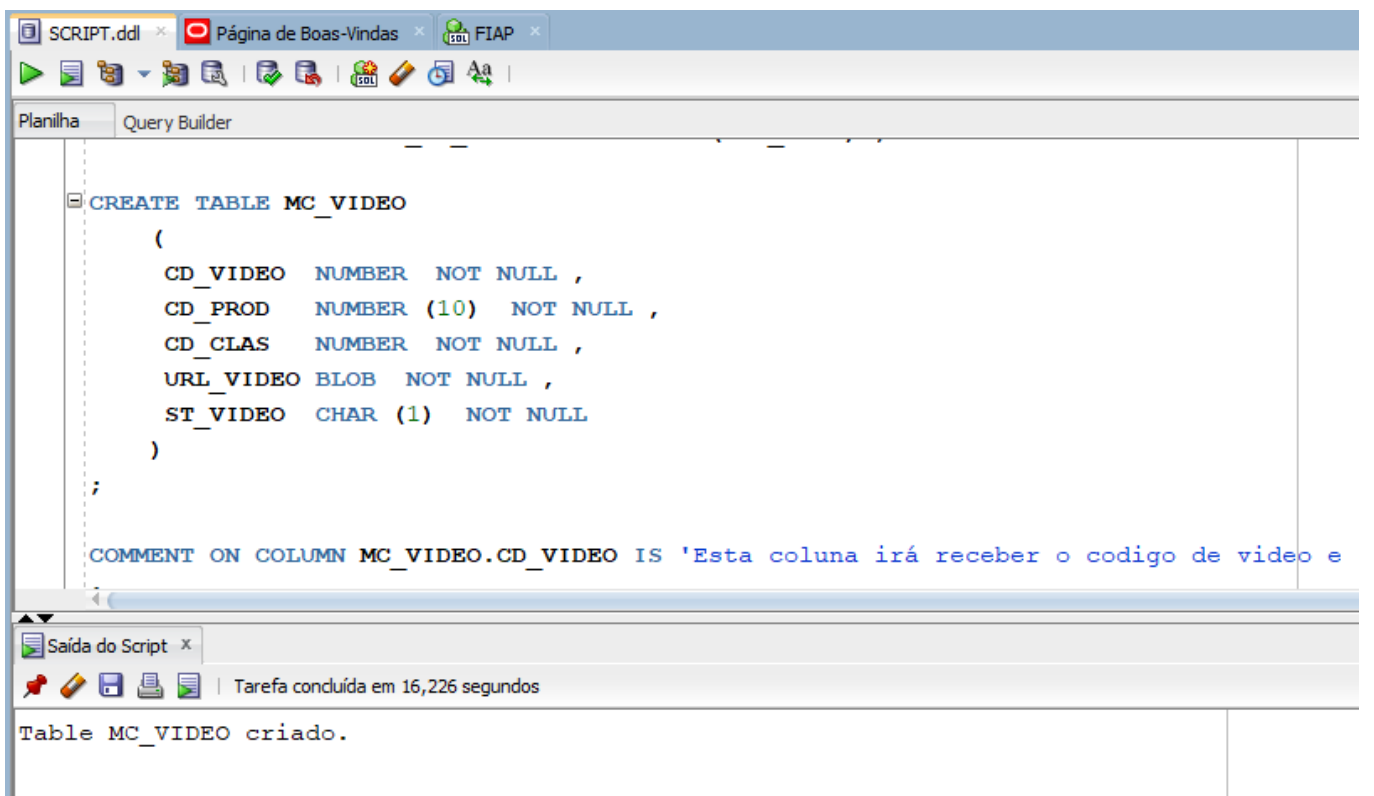 SCRIPT.ddl Página de Boas-Vindas FIAP
Planilha Query Builder
CREATE TABLE MC_VIDEO
(
CD_VIDEO NUMBER NOT NULL ,
CD_PROD NUMBER (10) NOT NULL ,
CD_CLAS NUMBER NOT NULL ,
URL_VIDEO BLOB NOT NULL ,
ST_VIDEO CHAR (1) NOT NULL
)
;
COMMENT ON COLUMN MC_VIDEO.CD_VIDEO IS 'Esta coluna irá receber o codigo de video e
Saída do Script x
Tarefa concluída em 16,226 segundos
Table MC_VIDEO criado.